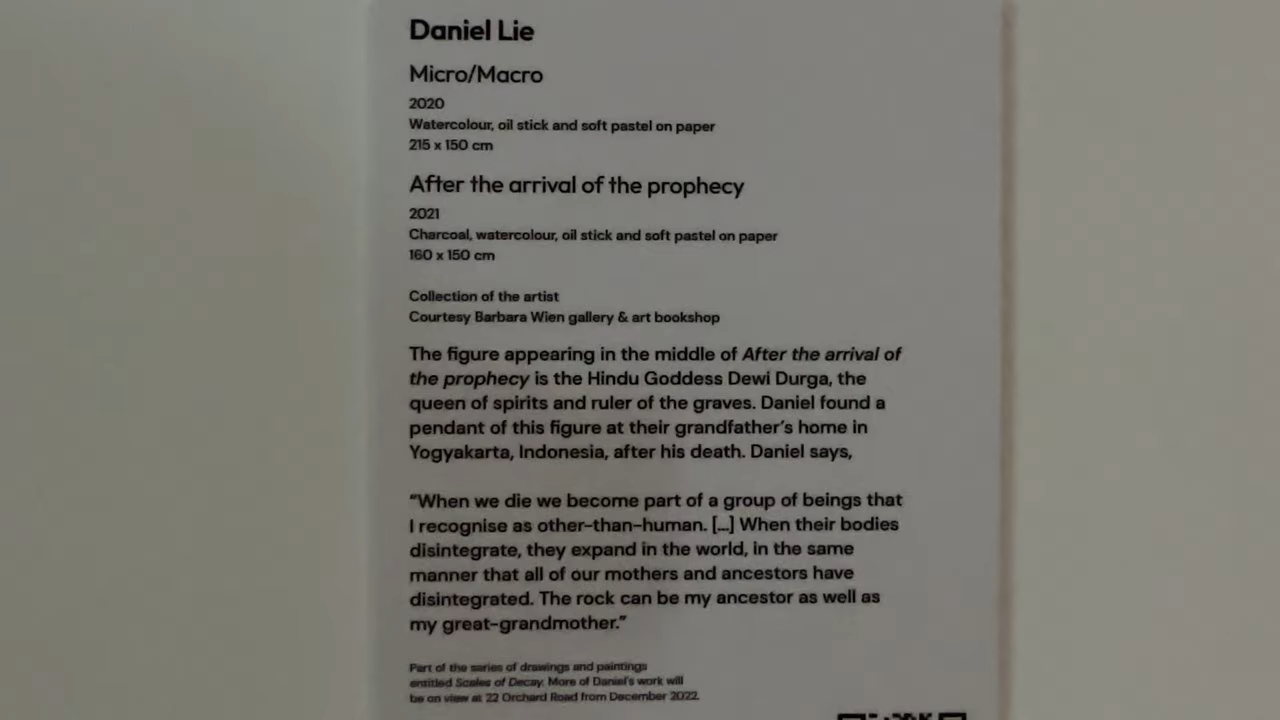 Daniel Lie
Micro/Macro
2020
Watercolour, oil stick and soft pastel on paper
215 x 150 cm
After the arrival of the prophecy
2021
Charcoal, watercolour, oil stick and soft pastel on paper
160 x 150 cm
Collection of the artist
Courtesy Barbara Wien gallery & art bookshop
The figure appearing in the middle of After the arrival of
the prophecy is the Hindu Goddess Dewi Durga, the
queen of spirits and ruler of the graves. Daniel found a
pendant of this figure at their grandfather's home in
Yogyakarta, Indonesia, after his death. Daniel says,
“When we die we become part of a group of beings that
I recognise as other-than-human. [...] When their bodies
disintegrate, they expand in the world, in the same
manner that all of our mothers and ancestors have
disintegrated. The rock can be my ancestor as well as
my great-grandmother.”
Part of the series of drawings and paintings
entitled Scales of Decay. More of Daniel's work will
be on view at 22 Orchard Road from December 2022.